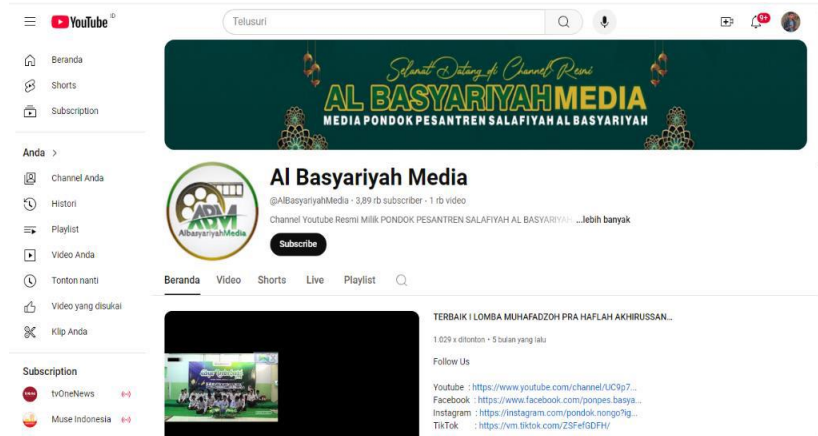 YouTube ID
Telusuri
9+
Beranda
Shorts
Subscription
Anda >
Channel Anda
Histori
Playlist
Video Anda
Tonton nanti
Video yang disukai
Klip Anda
Subscription
tvOneNews
Muse Indonesia
Selamat Datang di Channel Resmi
AL BASYARIYAH MEDIA
MEDIA PONDOK PESANTREN SALAFIYAH AL BASYARIYAH
ABM
AlbasyariyahMedia
Al Basyariyah Media
@AlBasyariyahMedia • 3,89 rb subscriber • 1 rb video
Channel Youtube Resmi Milik PONDOK PESANTREN SALAFIYAH AL BASYARIYAH ...lebih banyak
Subscribe
Beranda Video Shorts Live Playlist
TERBAIK I LOMBA MUHAFADZOH PRA HAFLAH AKHIRUSSAN...
1.029 x ditonton • 5 bulan yang lalu
Follow Us
Youtube : https://www.youtube.com/channel/UC9p7...
Facebook : https://www.facebook.com/ponpes.basya...
Instagram : https://instagram.com/pondok.nongo?ig...
TikTok : https://vm.tiktok.com/ZSFefGDFH/